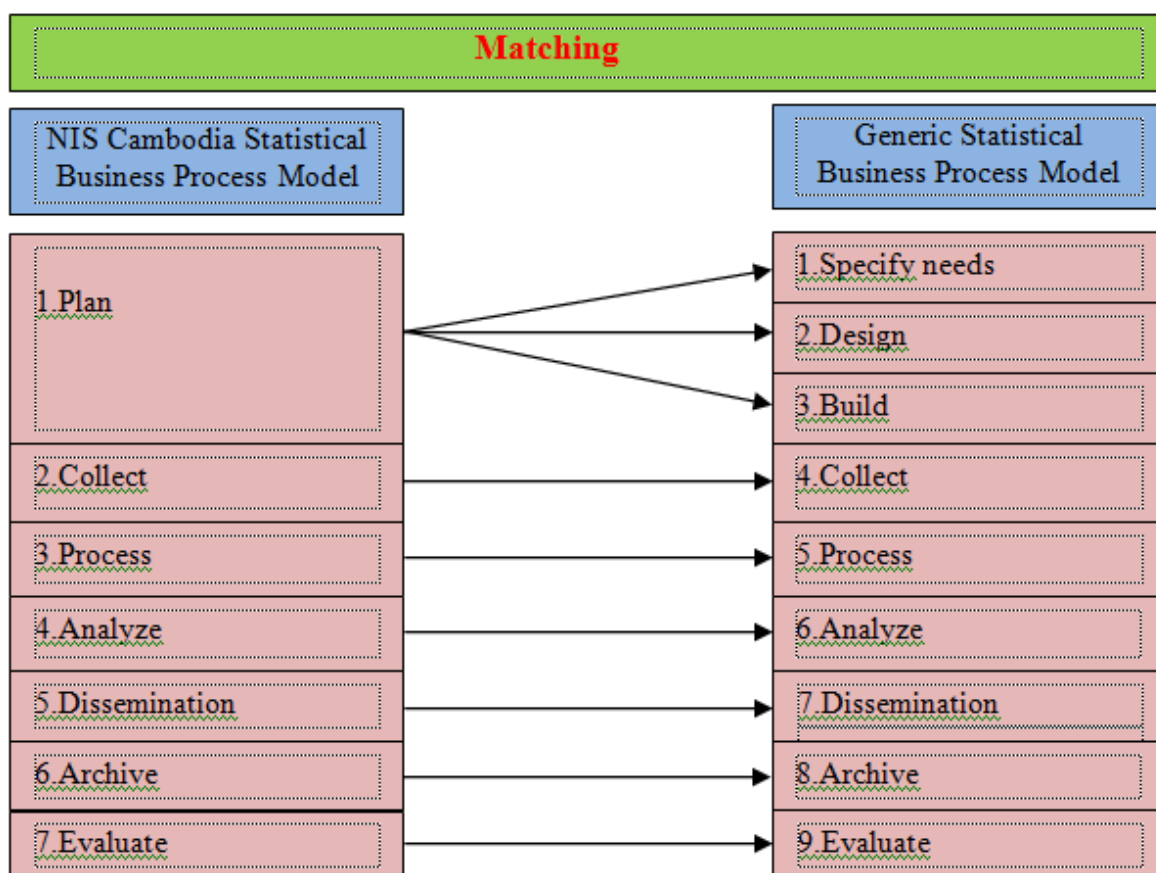 Matching
NIS Cambodia Statistical
Business Process Model
Generic Statistical
Business Process Model
1.Plan
1.Specify needs
2.Design
3.Build
2.Collect
4.Collect
3.Process
5.Process
4.Analyze
6.Analyze
5.Dissemination
7.Dissemination
6.Archive
8.Archive
7.Evaluate
9.Evaluate